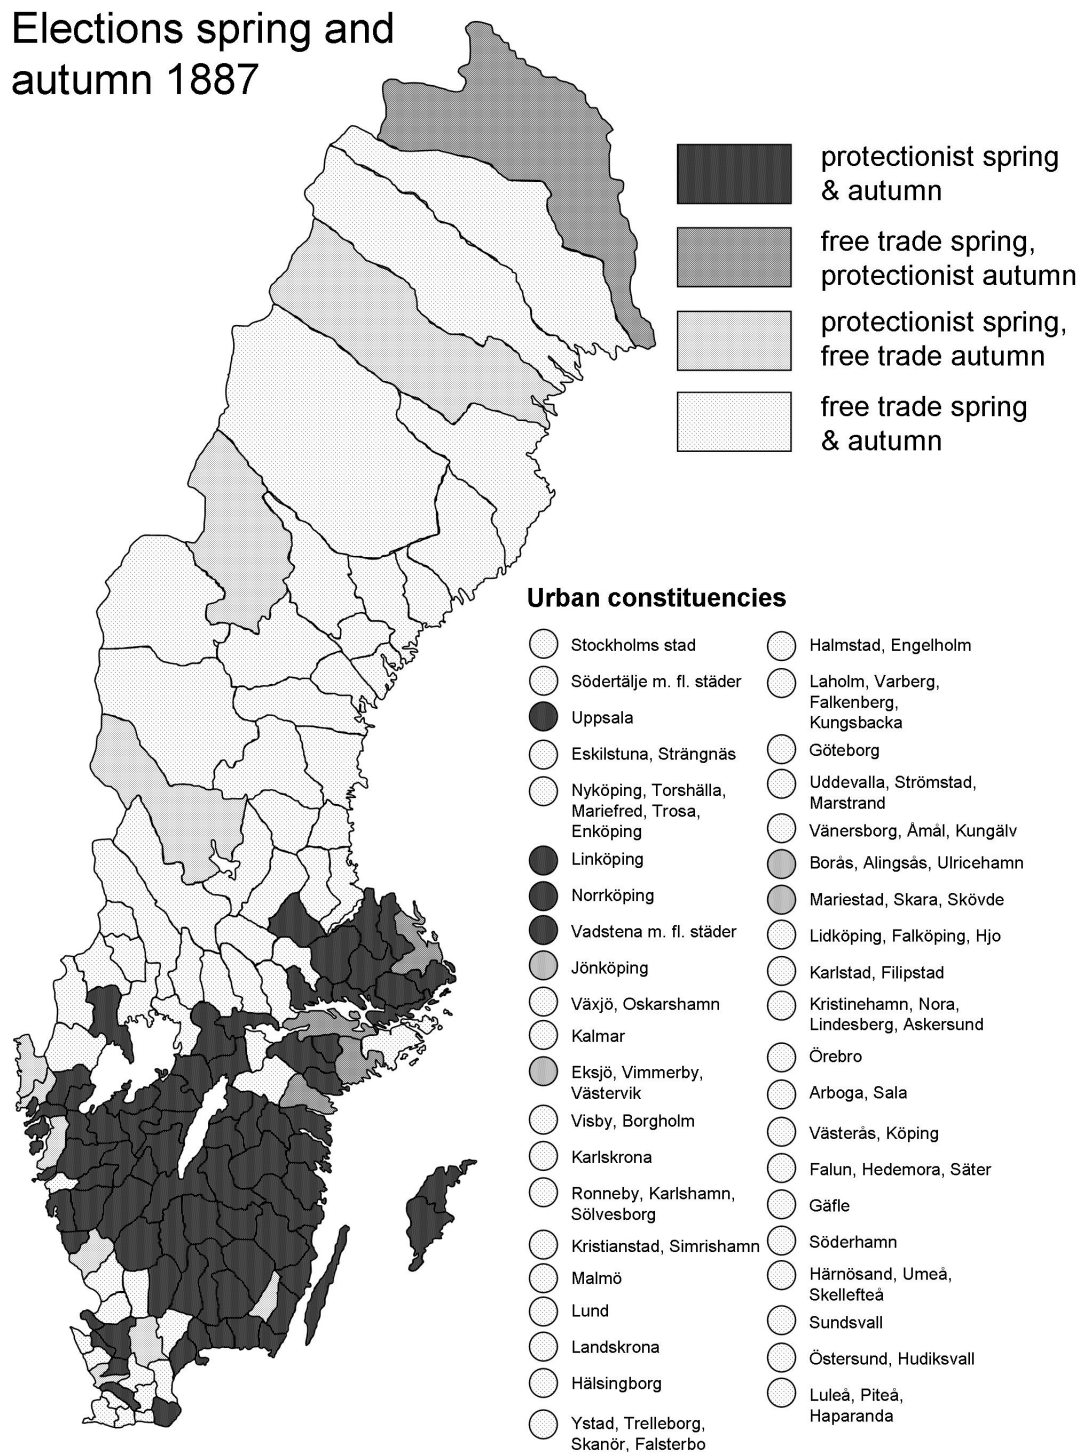 Elections spring and
autumn 1887
protectionist spring
& autumn
free trade spring,
protectionist autumn
protectionist spring,
free trade autumn
free trade spring
& autumn
Urban constituencies
Stockholms stad
Södertälje m. fl. städer
Uppsala
Eskilstuna, Strängnäs
Nyköping, Torshälla,
Mariefred, Trosa,
Enköping
Linköping
Norrköping
Vadstena m. fl. städer
Jönköping
Växjö, Oskarshamn
Kalmar
Eksjö, Vimmerby,
Västervik
Visby, Borgholm
Karlskrona
Ronneby, Karlshamn,
Sölvesborg
Kristianstad, Simrishamn
Malmö
Lund
Landskrona
Hälsingborg
Ystad, Trelleborg,
Skanör, Falsterbo
Halmstad, Engelholm
Laholm, Varberg,
Falkenberg,
Kungsbacka
Göteborg
Uddevalla, Strömstad,
Marstrand
Vänersborg, Åmål, Kungälv
Borås, Alingsås, Ulricehamn
Mariestad, Skara, Skövde
Lidköping, Falköping, Hjo
Karlstad, Filipstad
Kristinehamn, Nora,
Lindesberg, Askersund
Örebro
Arboga, Sala
Västerås, Köping
Falun, Hedemora, Säter
Gäfle
Söderhamn
Härnösand, Umeå,
Skellefteå
Sundsvall
Östersund, Hudiksvall
Luleå, Piteå,
Haparanda